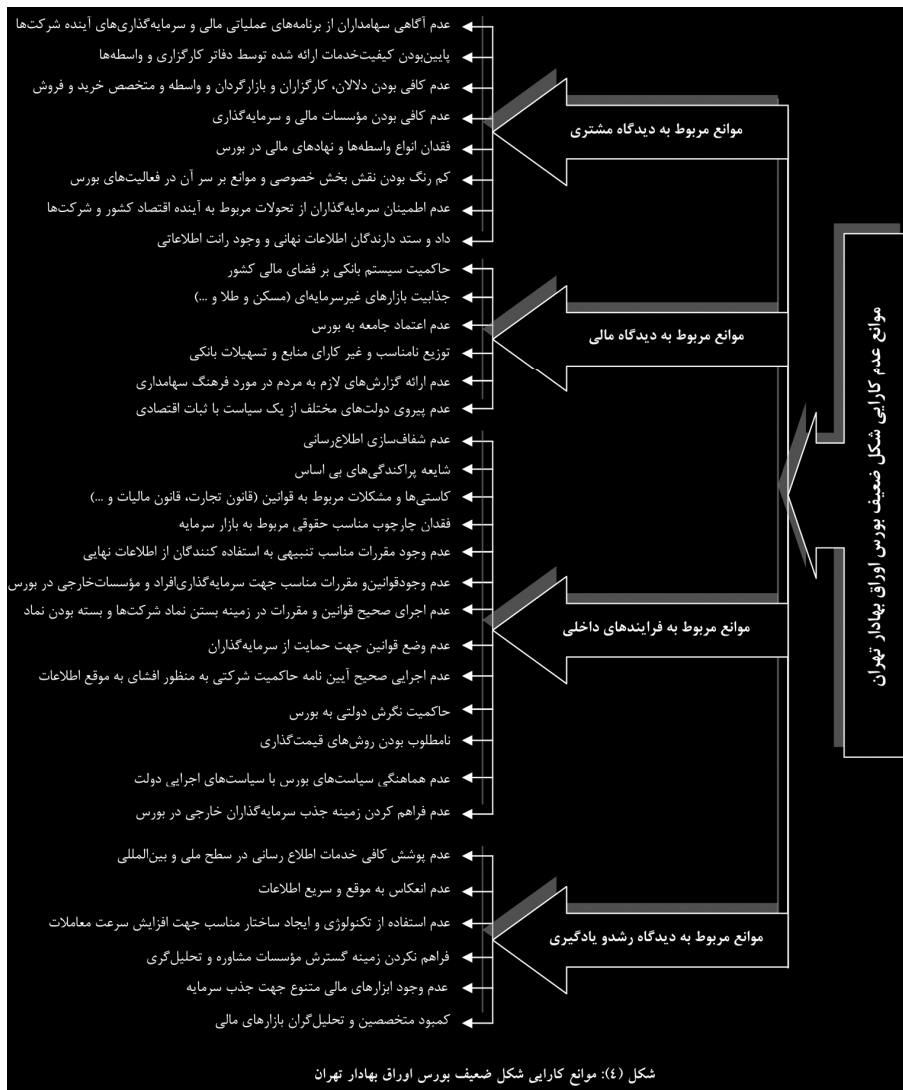 موانع عدم کارایی شکل ضعیف بورس اوراق بهادار تهران
موانع مربوط به دیدگاه مشتری
عدم آگاهی سهامداران از برنامه‌های عملیاتی مالی و سرمایه‌گذاری‌های آینده شرکت‌ها
پایین‌بودن کیفیت‌خدمات ارائه شده توسط دفاتر کارگزاری و واسطه‌ها
عدم کافی بودن دلالان، کارگزاران و بازارگردان و واسطه و متخصص خرید و فروش
عدم کافی بودن مؤسسات مالی و سرمایه‌گذاری
فقدان انواع واسطه‌ها و نهادهای مالی در بورس
کم رنگ بودن نقش بخش خصوصی و موانع بر سر آن در فعالیت‌های بورس
عدم اطمینان سرمایه‌گذاران از تحولات مربوط به آینده اقتصاد کشور و شرکت‌ها
داد و ستد دارندگان اطلاعات نهانی و وجود رانت اطلاعاتی
موانع مربوط به دیدگاه مالی
حاکمیت سیستم بانکی بر فضای مالی کشور
جذابیت بازارهای غیرسرمایه‌ای (مسکن و طلا و ...)
عدم اعتماد جامعه به بورس
توزیع نامناسب و غیر کارای منابع و تسهیلات بانکی
عدم ارائه گزارش‌های لازم به مردم در مورد فرهنگ سهامداری
عدم پیروی دولت‌های مختلف از یک سیاست با ثبات اقتصادی
موانع مربوط به فرایندهای داخلی
عدم شفاف‌سازی اطلاع‌رسانی
شایعه پراکندگی‌های بی اساس
کاستی‌ها و مشکلات مربوط به قوانین (قانون تجارت، قانون مالیات و ...)
فقدان چارچوب مناسب حقوقی مربوط به بازار سرمایه
عدم وجود مقررات مناسب تنبیهی به استفاده کنندگان از اطلاعات نهایی
عدم وجودقوانین‌و مقررات مناسب جهت سرمایه‌گذاری‌افراد و مؤسسات‌خارجی در بورس
عدم اجرای صحیح قوانین و مقررات در زمینه بستن نماد شرکت‌ها و بسته بودن نماد
عدم وضع قوانین جهت حمایت از سرمایه‌گذاران
عدم اجرایی صحیح آیین نامه حاکمیت شرکتی به منظور افشای به موقع اطلاعات
حاکمیت نگرش دولتی به بورس
نامطلوب بودن روش‌های قیمت‌گذاری
عدم هماهنگی سیاست‌های بورس با سیاست‌های اجرایی دولت
عدم فراهم کردن زمینه جذب سرمایه‌گذاران خارجی در بورس
موانع مربوط به دیدگاه رشدو یادگیری
عدم پوشش کافی خدمات اطلاع رسانی در سطح ملی و بین‌المللی
عدم انعکاس به موقع و سریع اطلاعات
عدم استفاده از تکنولوژی و ایجاد ساختار مناسب جهت افزایش سرعت معاملات
فراهم نکردن زمینه گسترش مؤسسات مشاوره و تحلیل‌گری
عدم وجود ابزارهای مالی متنوع جهت جذب سرمایه
کمبود متخصصین و تحلیل‌گران بازارهای مالی
شکل (٤): موانع کارایی شکل ضعیف بورس اوراق بهادار تهران